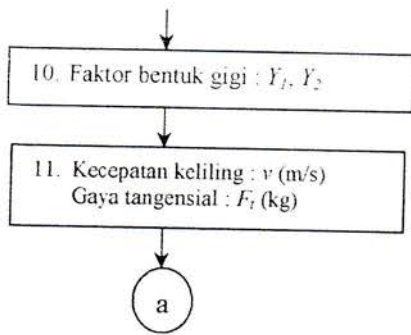 10. Faktor bentuk gigi : Y₁, Y₂
11. Kecepatan keliling : v (m/s)
Gaya tangensial : Fₜ (kg)
a